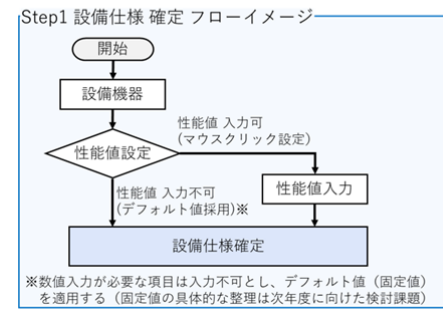 Step1 設備仕様 確定 フローイメージ
開始
設備機器
性能値 入力可
(マウスクリック設定)
性能値設定
性能値入力
性能値 入力不可
(デフォルト値採用)※
設備仕様確定
※数値入力が必要な項目は入力不可とし、デフォルト値（固定値）
を適用する（固定値の具体的な整理は次年度に向けた検討課題）